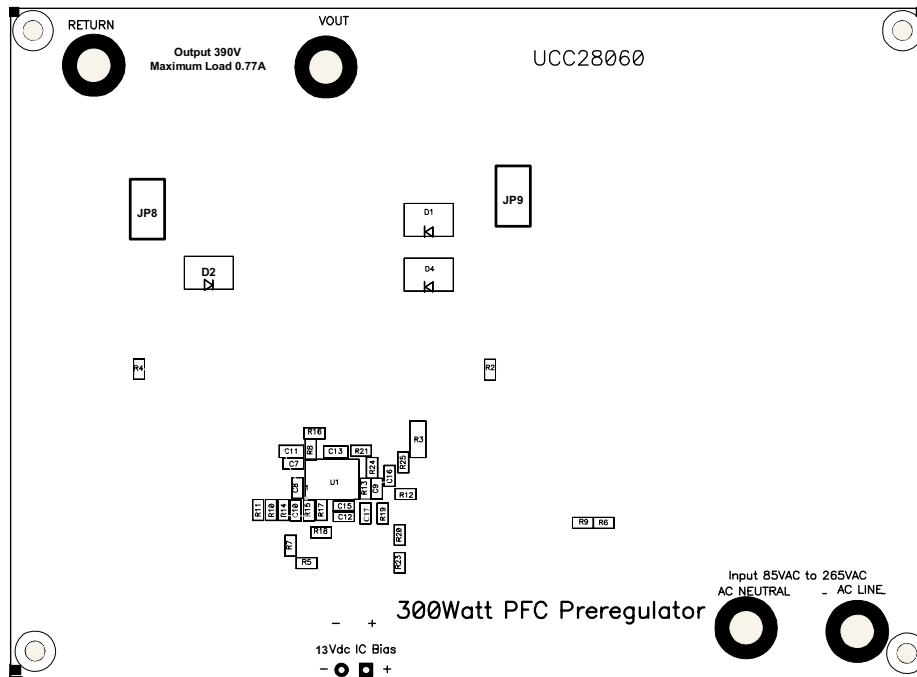 RETURN
VOUT
Output 390V
Maximum Load 0.77A
UCC28060
JP8
JP9
D1
D2
D4
R4
R2
R16
R3
C11
R8
C13
R21
C7
R24
R25
C16
C8
U1
R13
C9
R12
R11
R10
R14
C10
R15
R17
C15
C12
C17
R19
R18
R20
R9
R6
R7
R5
R23
Input 85VAC to 265VAC
AC NEUTRAL
- AC LINE
300Watt PFC Preregulator
- +
13Vdc IC Bias
- +